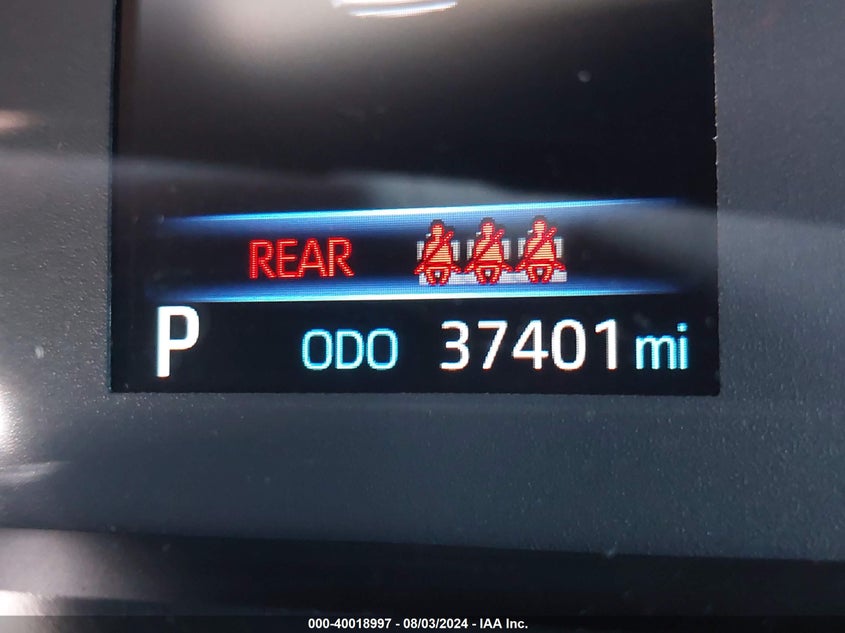 REAR
P ODO 37401 mi
000-40018997 - 08/03/2024 - IAA Inc.